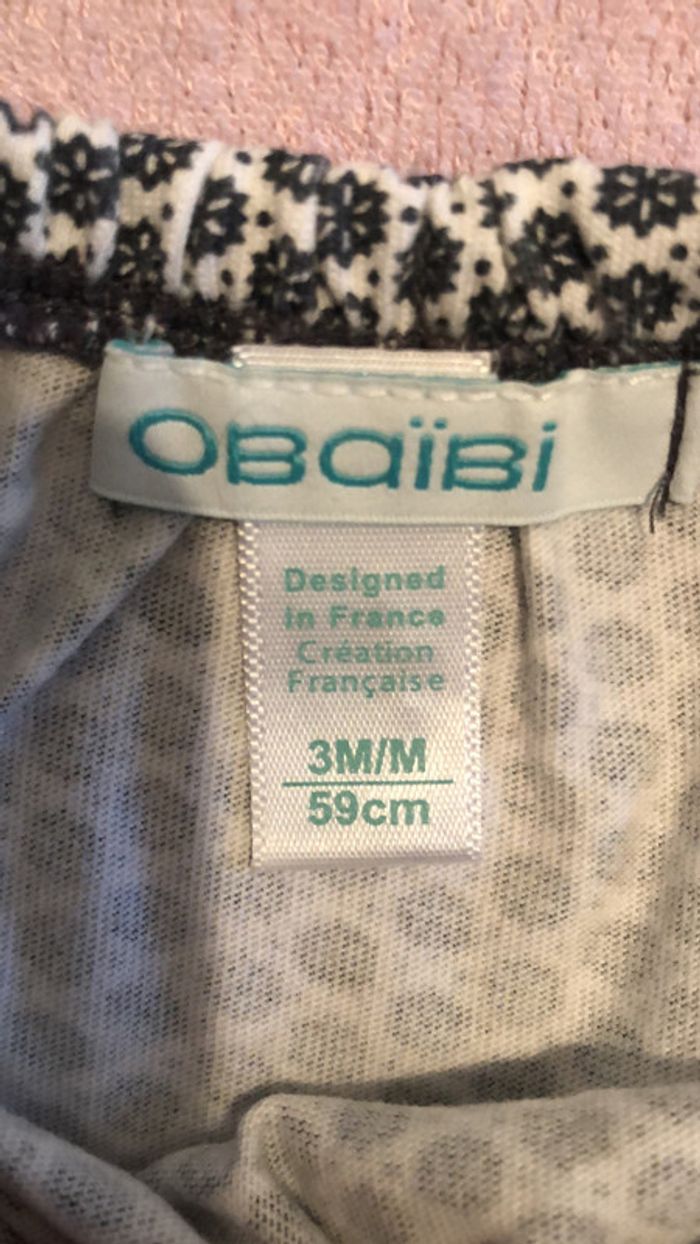 OBaïBi
Designed
in France
Création
Française
3M/M
59cm